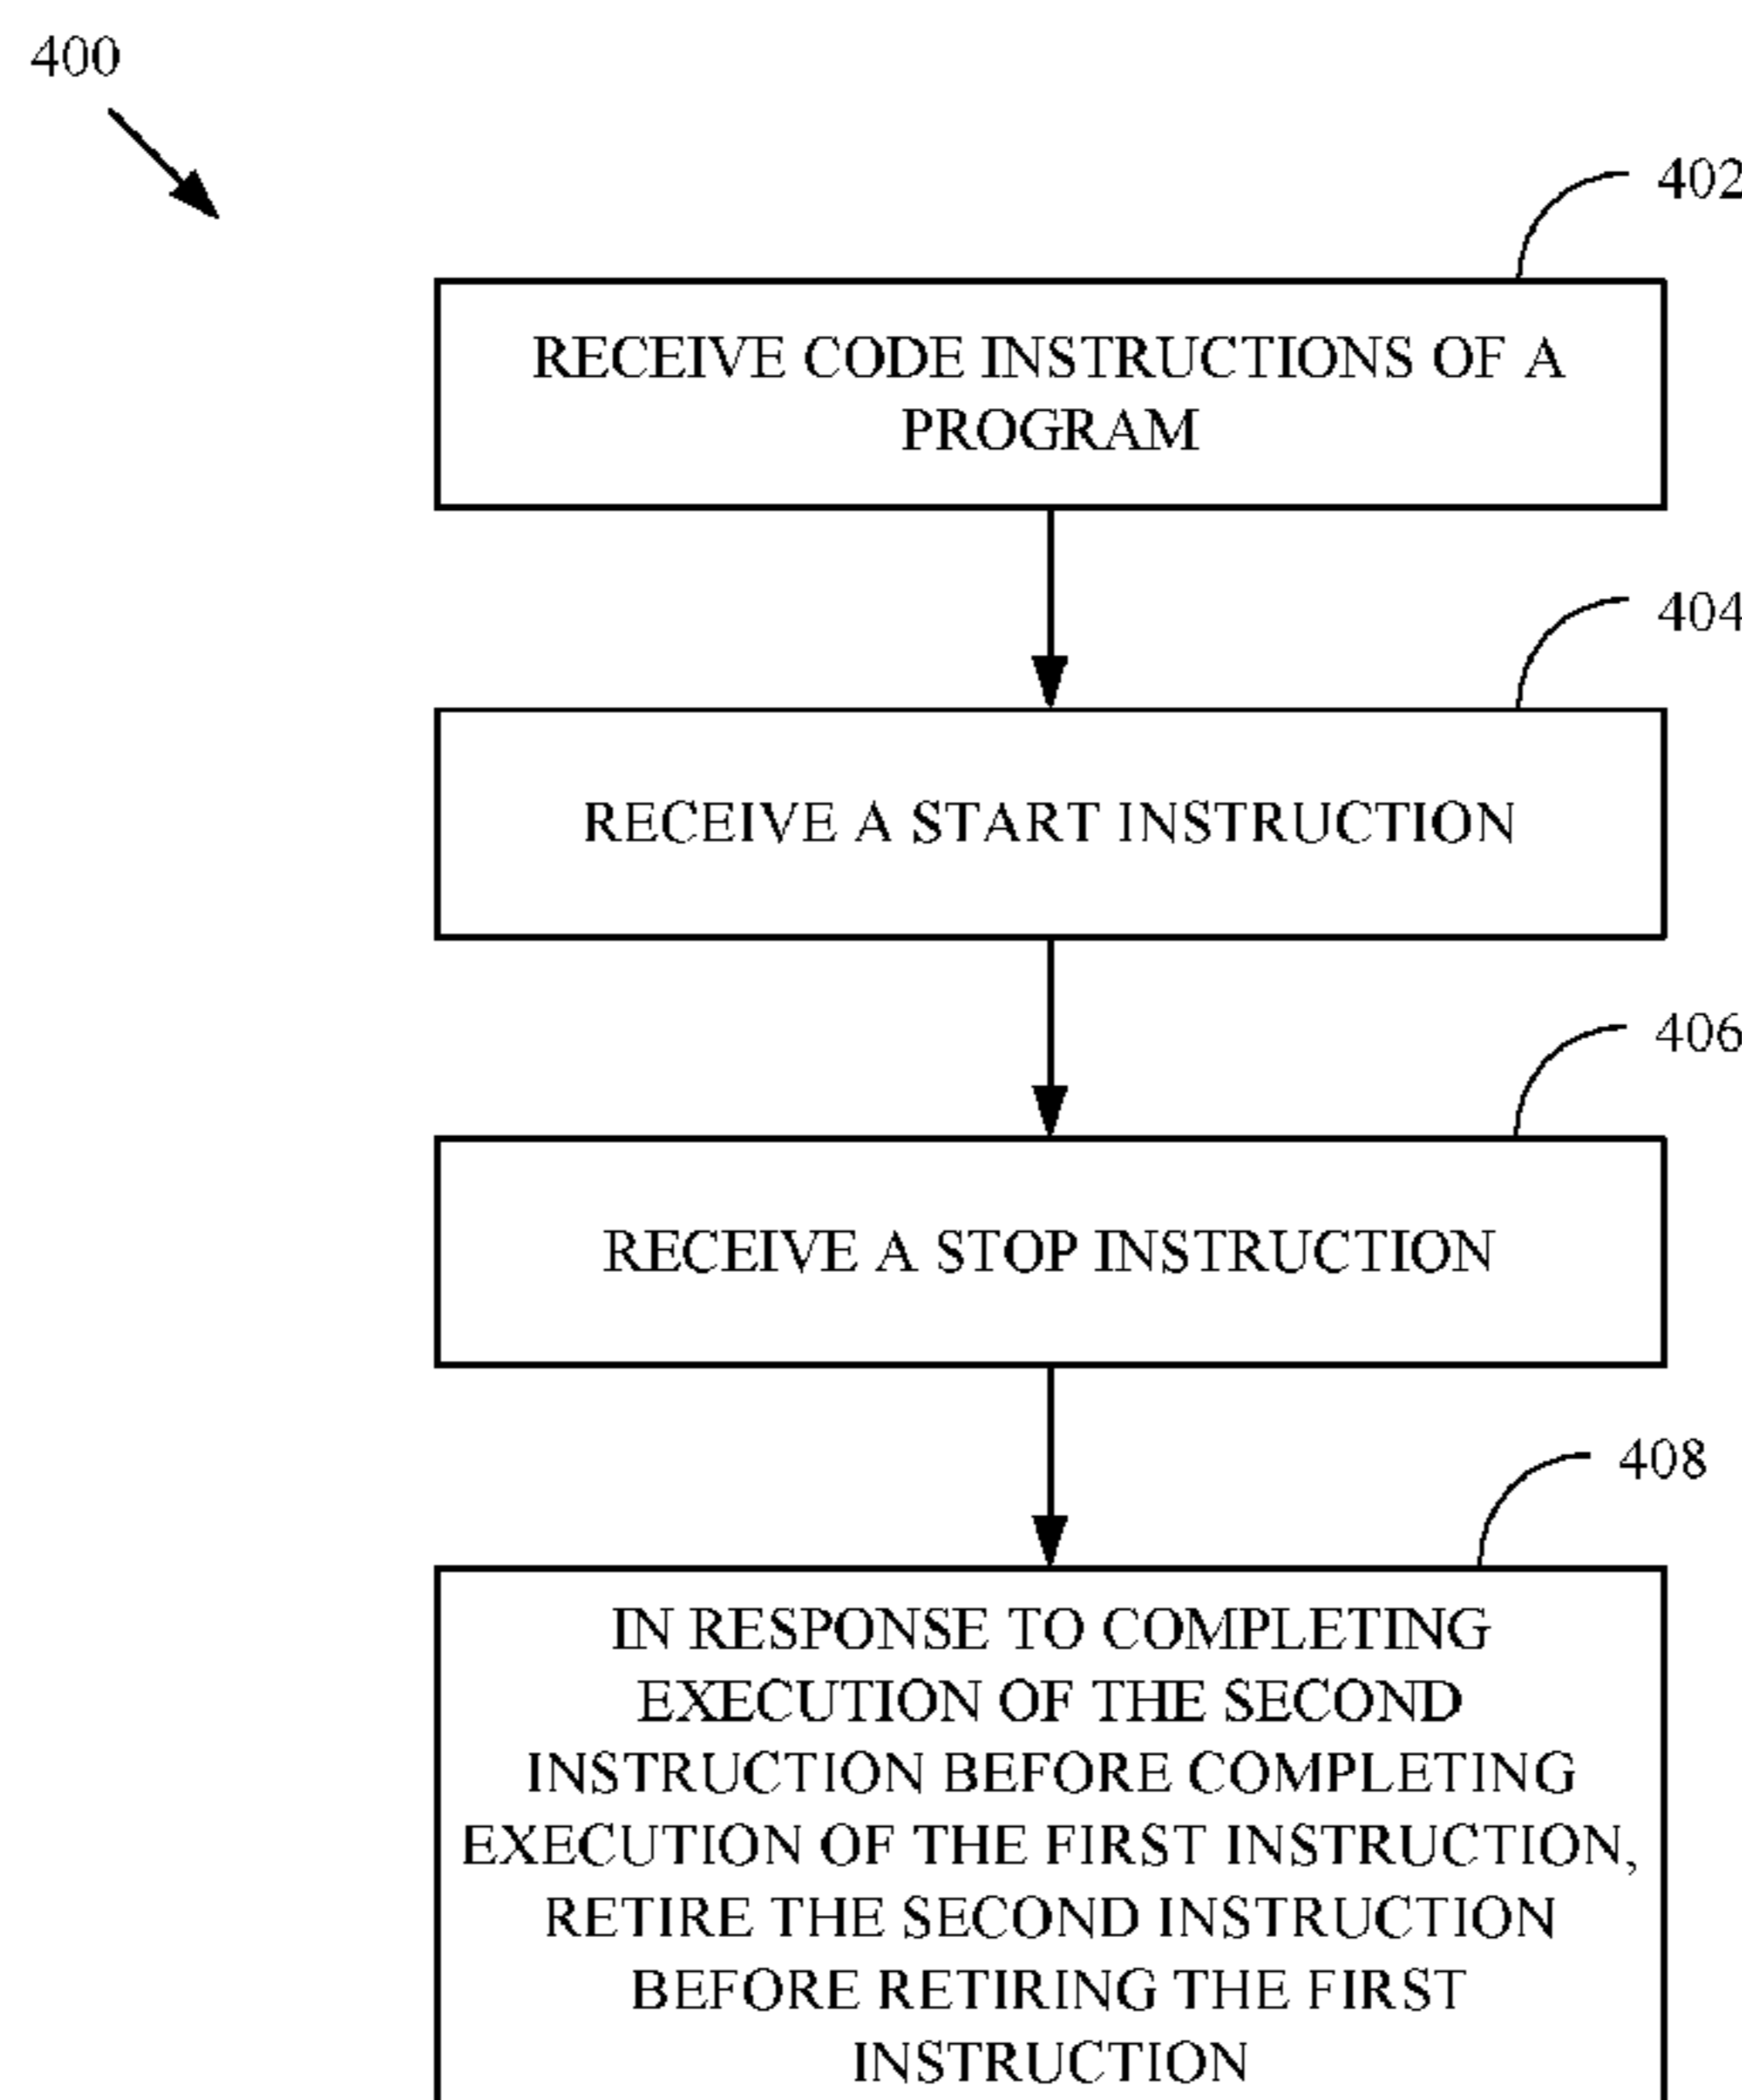 400
402
RECEIVE CODE INSTRUCTIONS OF A
PROGRAM
404
RECEIVE A START INSTRUCTION
406
RECEIVE A STOP INSTRUCTION
408
IN RESPONSE TO COMPLETING
EXECUTION OF THE SECOND
INSTRUCTION BEFORE COMPLETING
EXECUTION OF THE FIRST INSTRUCTION,
RETIRE THE SECOND INSTRUCTION
BEFORE RETIRING THE FIRST
INSTRUCTION